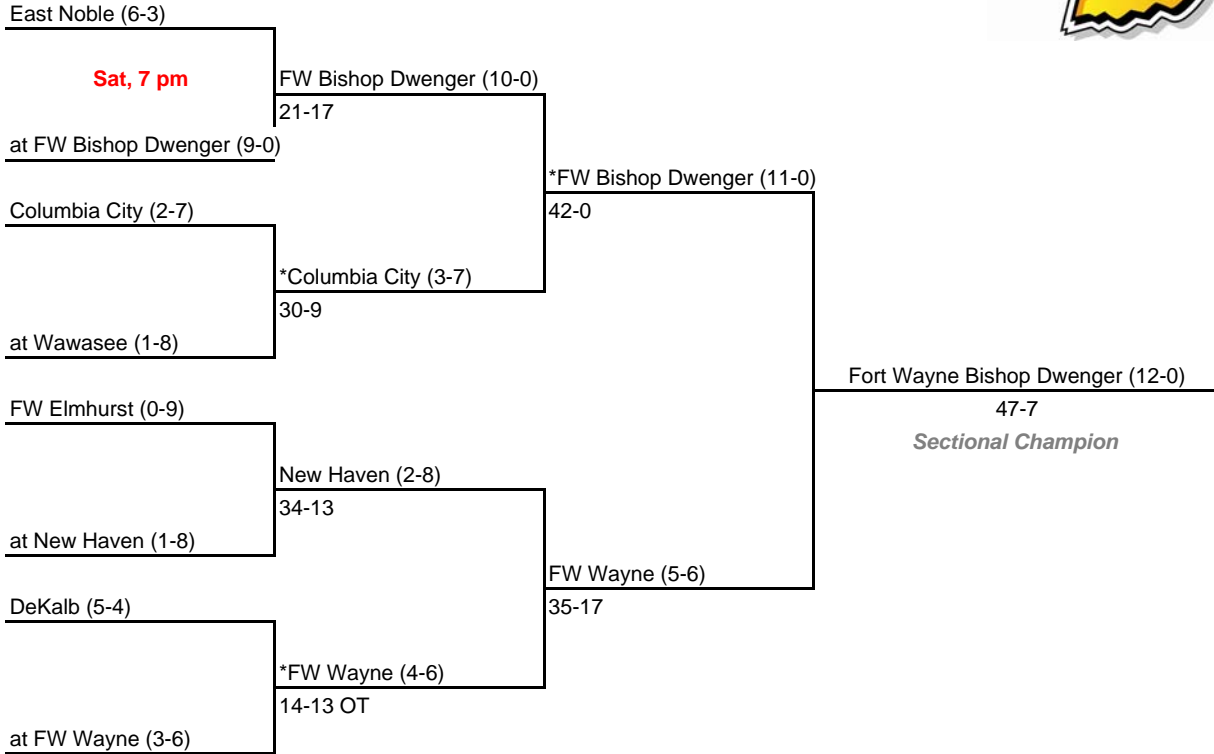 East Noble (6-3)
Sat, 7 pm
FW Bishop Dwenger (10-0)
21-17
at FW Bishop Dwenger (9-0)
*FW Bishop Dwenger (11-0)
42-0
Columbia City (2-7)
*Columbia City (3-7)
30-9
at Wawasee (1-8)
Fort Wayne Bishop Dwenger (12-0)
47-7
Sectional Champion
FW Elmhurst (0-9)
New Haven (2-8)
34-13
at New Haven (1-8)
FW Wayne (5-6)
35-17
DeKalb (5-4)
*FW Wayne (4-6)
14-13 OT
at FW Wayne (3-6)